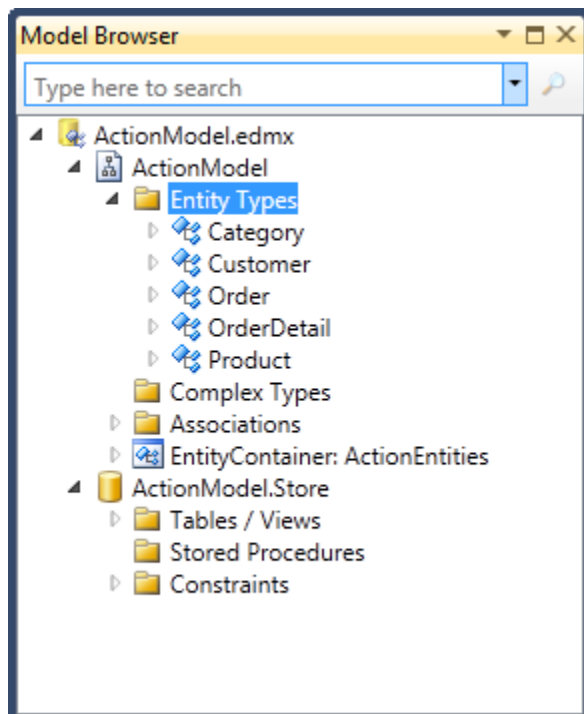 Model Browser
Type here to search
ActionModel.edmx
ActionModel
Entity Types
Category
Customer
Order
OrderDetail
Product
Complex Types
Associations
EntityContainer: ActionEntities
ActionModel.Store
Tables / Views
Stored Procedures
Constraints